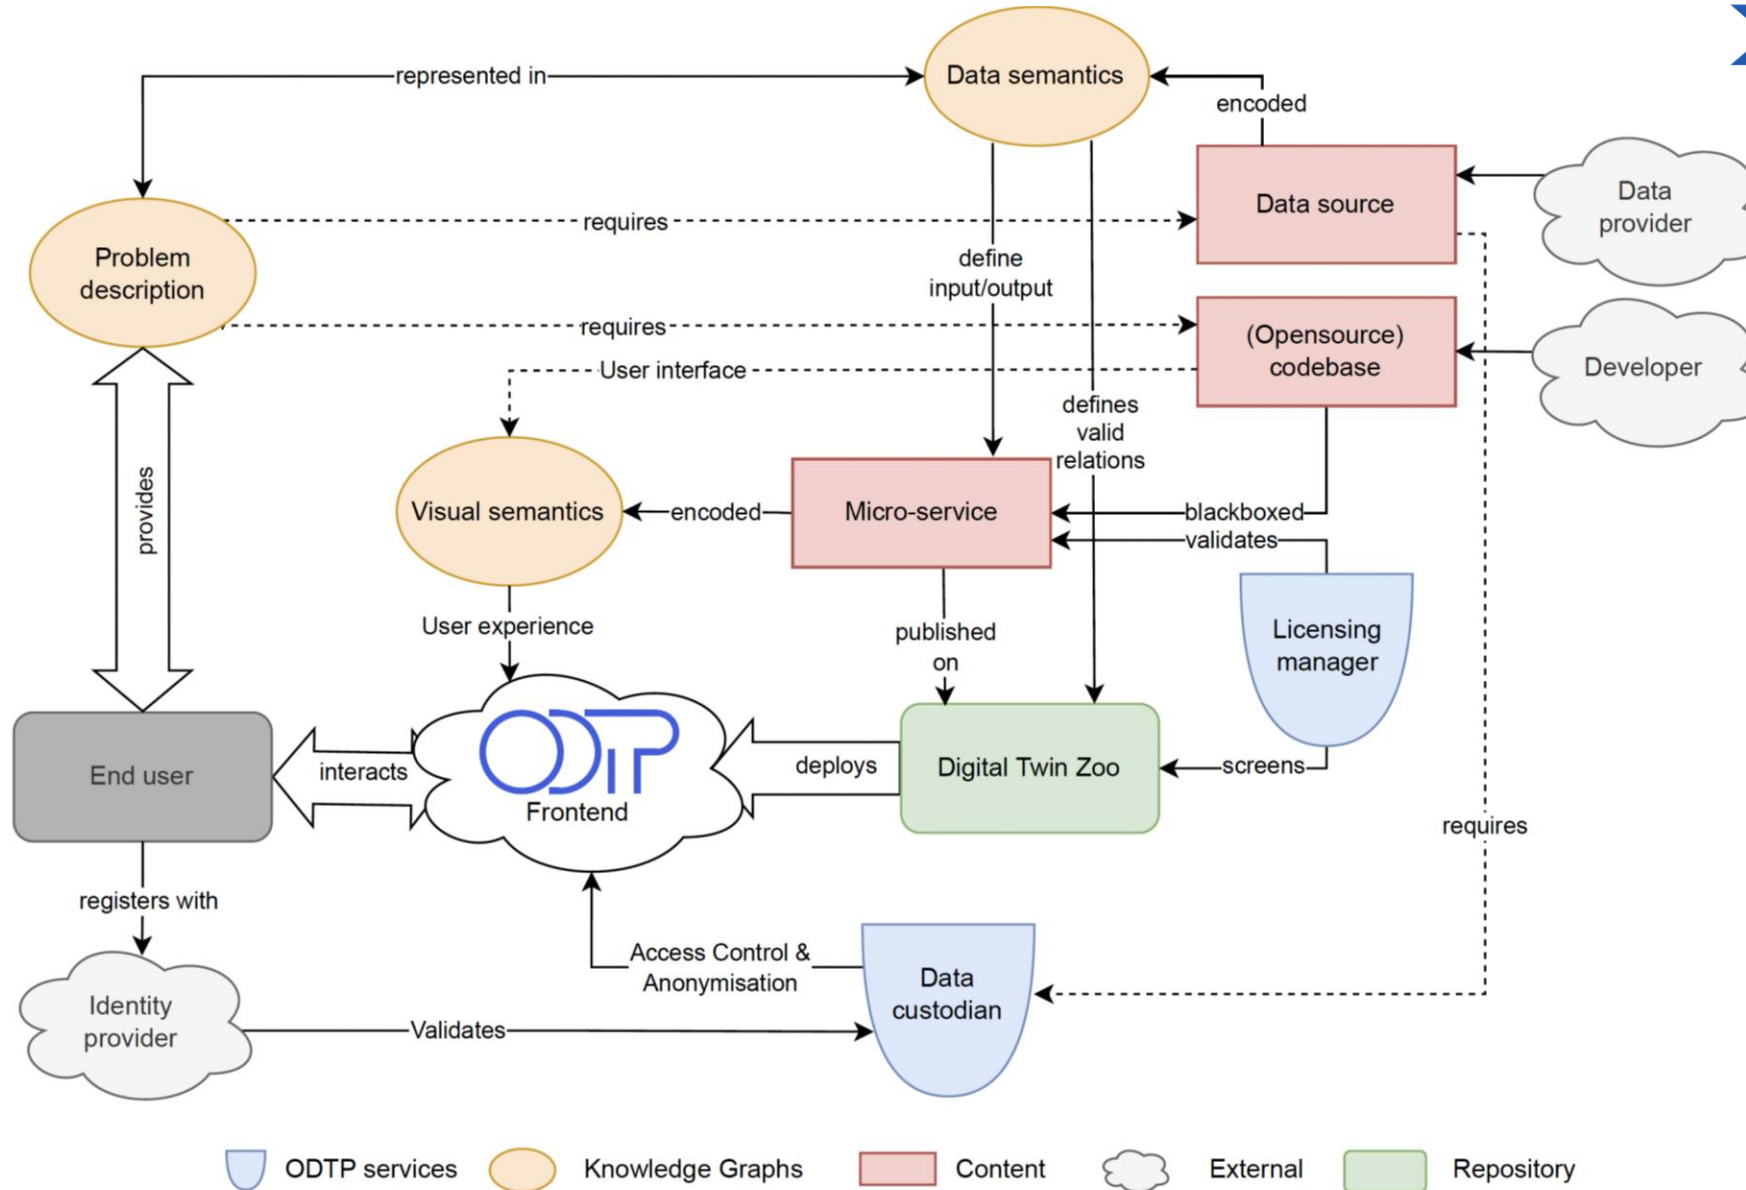 represented in
Data semantics
encoded
Data source
Data
provider
Problem
description
requires
define
input/output
requires
(Opensource)
codebase
Developer
User interface
defines
valid
relations
provides
Visual semantics
encoded
Micro-service
blackboxed
validates
User experience
published
on
Licensing
manager
End user
interacts
ODTP
Frontend
deploys
Digital Twin Zoo
screens
requires
registers with
Access Control &
Anonymisation
Data
custodian
Identity
provider
Validates
ODTP services
Knowledge Graphs
Content
External
Repository